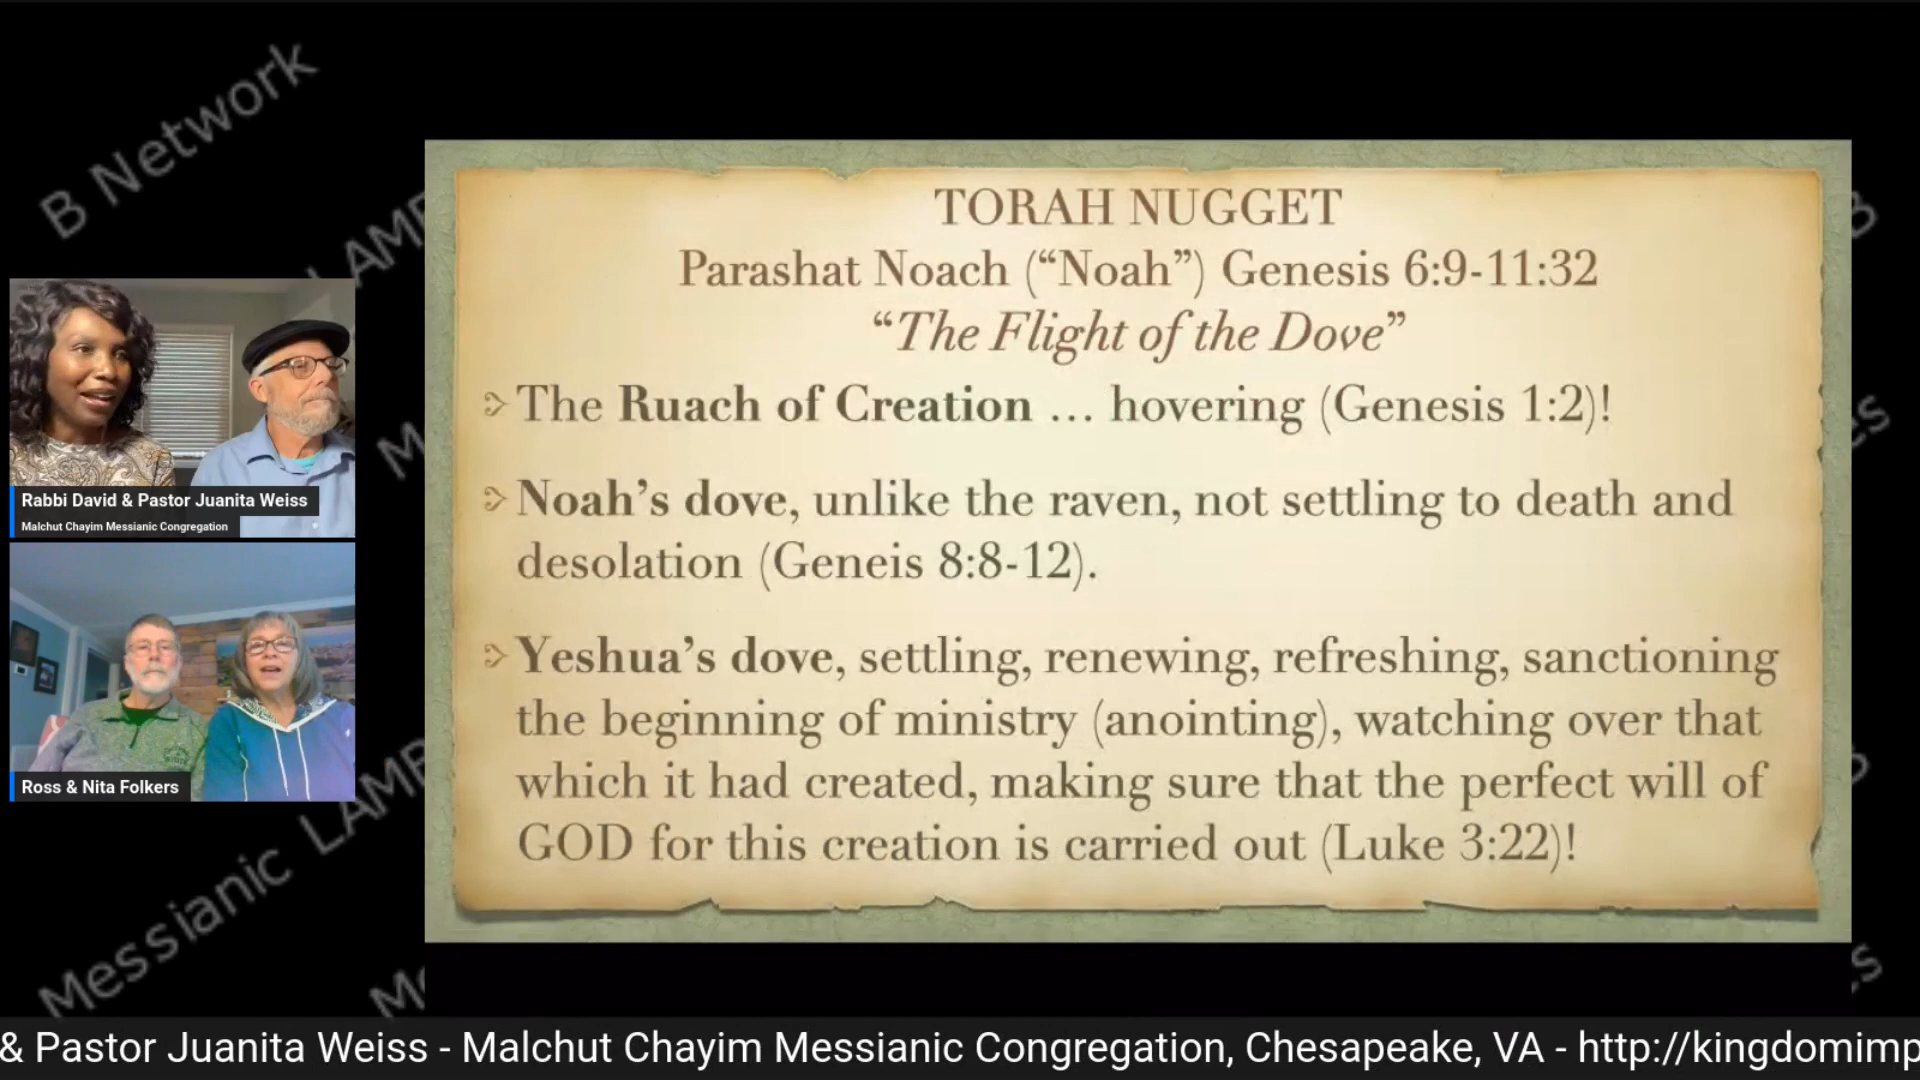 B Network
LAMP
B
es
TORAH NUGGET
Parashat Noach (“Noah”) Genesis 6:9-11:32
“The Flight of the Dove”
The Ruach of Creation … hovering (Genesis 1:2)!
Noah’s dove, unlike the raven, not settling to death and
desolation (Geneis 8:8-12).
Yeshua’s dove, settling, renewing, refreshing, sanctioning
the beginning of ministry (anointing), watching over that
which it had created, making sure that the perfect will of
GOD for this creation is carried out (Luke 3:22)!
Rabbi David & Pastor Juanita Weiss
Malchut Chayim Messianic Congregation
Ross & Nita Folkers
Messianic LAMP
& Pastor Juanita Weiss - Malchut Chayim Messianic Congregation, Chesapeake, VA - http://kingdomimp